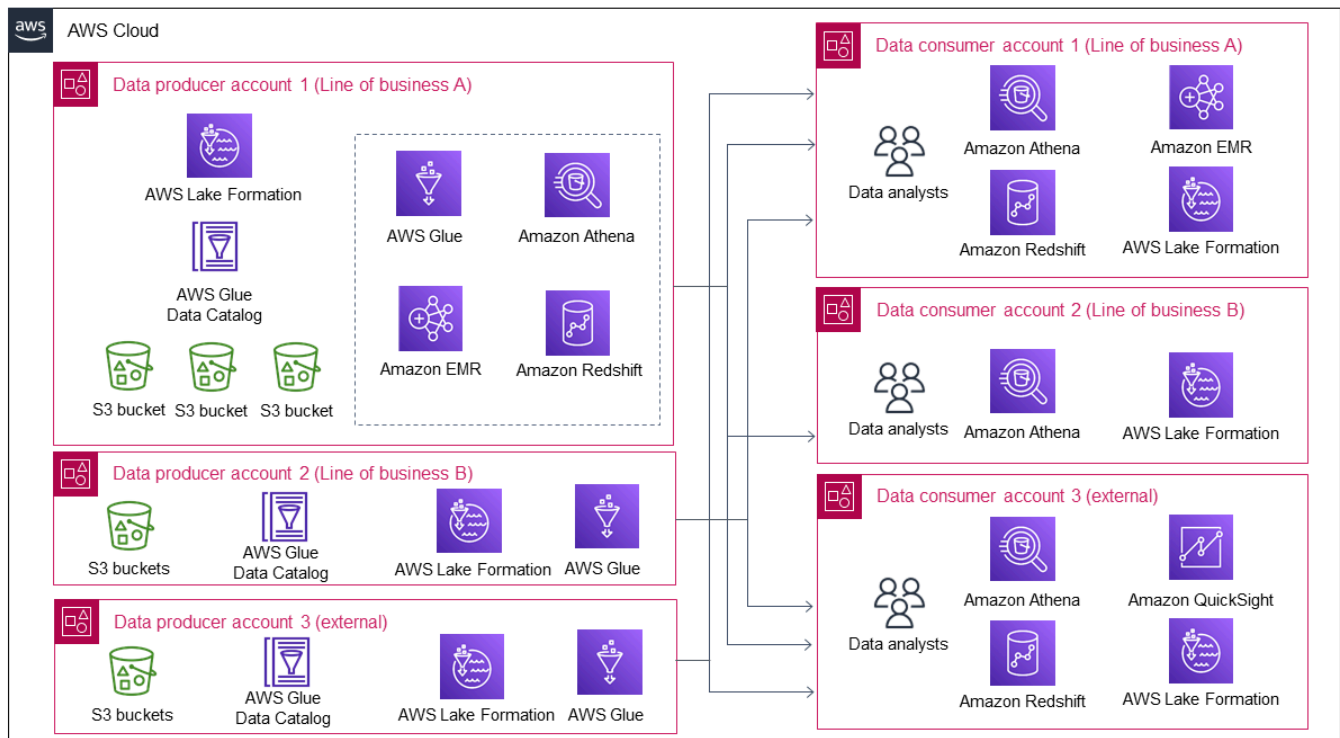 aws
AWS Cloud
Data producer account 1 (Line of business A)
AWS Lake Formation
AWS Glue
Data Catalog
S3 bucket
S3 bucket
S3 bucket
AWS Glue
Amazon Athena
Amazon EMR
Amazon Redshift
Data producer account 2 (Line of business B)
S3 buckets
AWS Glue
Data Catalog
AWS Lake Formation
AWS Glue
Data producer account 3 (external)
S3 buckets
AWS Glue
Data Catalog
AWS Lake Formation
AWS Glue
Data consumer account 1 (Line of business A)
Data analysts
Amazon Athena
Amazon EMR
Amazon Redshift
AWS Lake Formation
Data consumer account 2 (Line of business B)
Data analysts
Amazon Athena
AWS Lake Formation
Data consumer account 3 (external)
Data analysts
Amazon Athena
Amazon QuickSight
Amazon Redshift
AWS Lake Formation